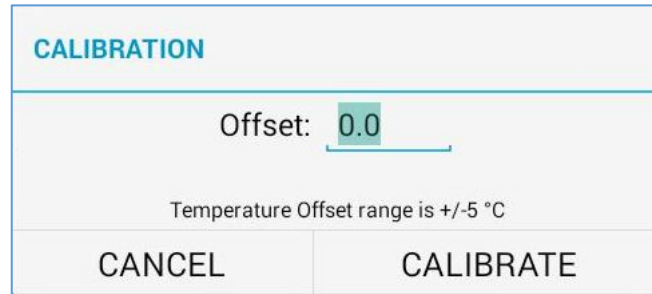 CALIBRATION
Offset: 0.0
Temperature Offset range is +/-5 °C
CANCEL CALIBRATE